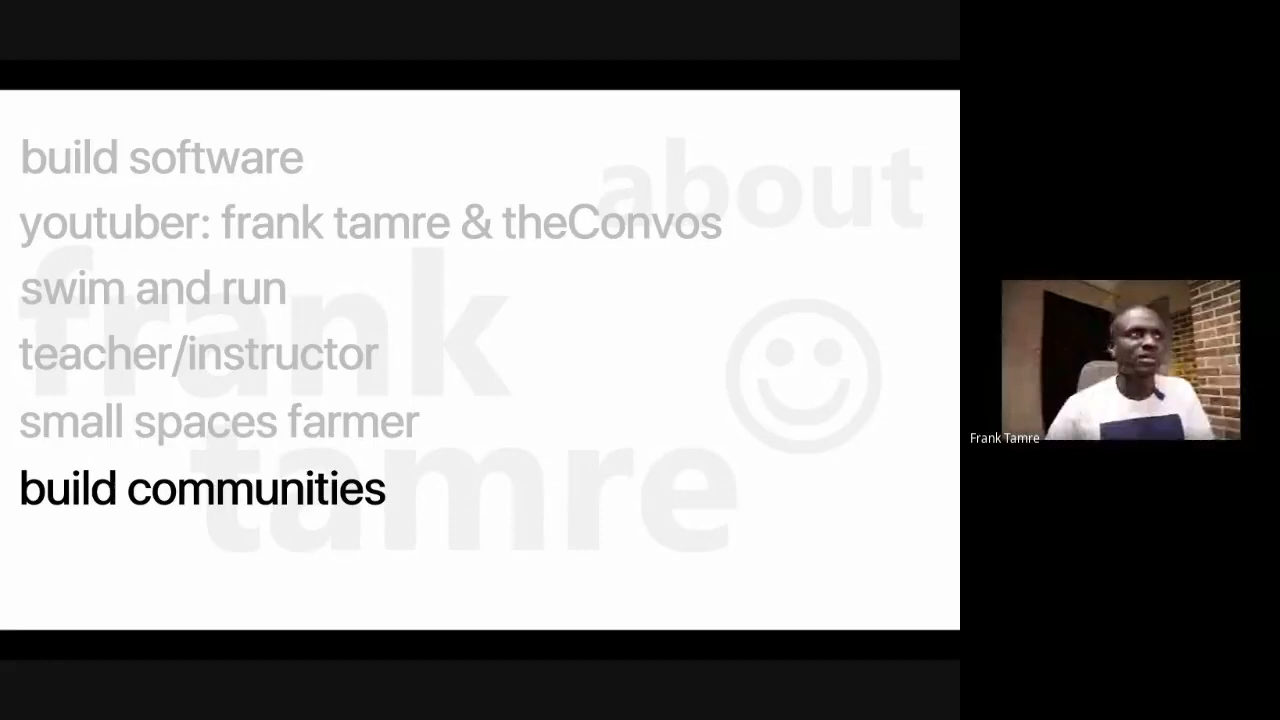 about
frank
tamre
build software
youtuber: frank tamre & theConvos
swim and run
teacher/instructor
small spaces farmer
build communities
Frank Tamre